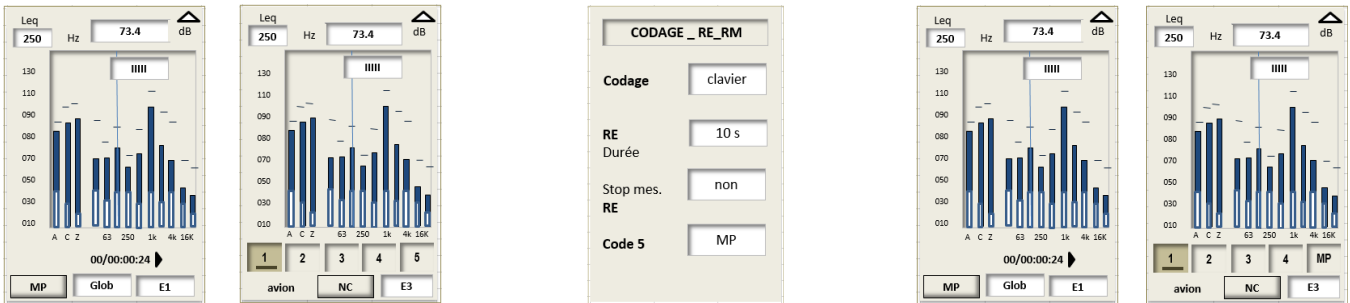 Leq
250 Hz 73.4 dB
IIIII
130
110
090
080
070
050
030
010
A C Z 63 250 1k 4k 16K
00/00:00:24
MP Glob E1
Leq
250 Hz 73.4 dB
IIIII
130
110
090
080
070
050
030
010
A C Z 63 250 1k 4k 16K
1 2 3 4 5
avion NC E3
CODAGE _ RE_RM
Codage clavier
RE 10 s
Durée
Stop mes. non
RE
Code 5 MP
Leq
250 Hz 73.4 dB
IIIII
130
110
090
080
070
050
030
010
A C Z 63 250 1k 4k 16K
00/00:00:24
MP Glob E1
Leq
250 Hz 73.4 dB
IIIII
130
110
090
080
070
050
030
010
A C Z 63 250 1k 4k 16K
1 2 3 4 MP
avion NC E3